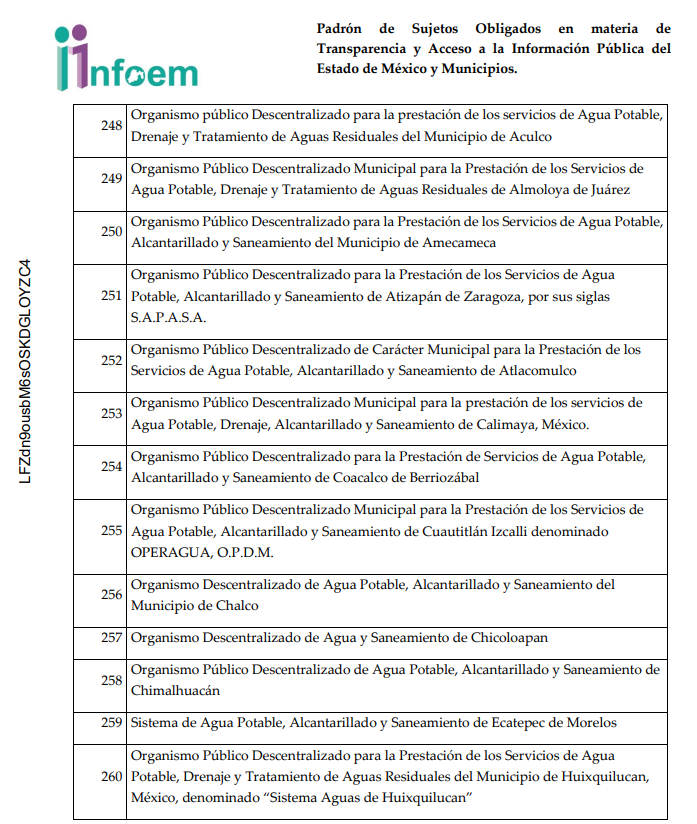 infoem
Padrón de Sujetos Obligados en materia de
Transparencia y Acceso a la Información Pública del
Estado de México y Municipios.
LFZdn9ousbM6sOSKDGLOYZC4
248 Organismo público Descentralizado para la prestación de los servicios de Agua Potable,
Drenaje y Tratamiento de Aguas Residuales del Municipio de Aculco
249 Organismo Público Descentralizado Municipal para la Prestación de los Servicios de
Agua Potable, Drenaje y Tratamiento de Aguas Residuales de Almoloya de Juárez
250 Organismo Público Descentralizado para la Prestación de los Servicios de Agua Potable,
Alcantarillado y Saneamiento del Municipio de Amecameca
251 Organismo Público Descentralizado para la Prestación de los Servicios de Agua
Potable, Alcantarillado y Saneamiento de Atizapán de Zaragoza, por sus siglas
S.A.P.A.S.A.
252 Organismo Público Descentralizado de Carácter Municipal para la Prestación de los
Servicios de Agua Potable, Alcantarillado y Saneamiento de Atlacomulco
253 Organismo Público Descentralizado Municipal para la prestación de los servicios de
Agua Potable, Drenaje, Alcantarillado y Saneamiento de Calimaya, México.
254 Organismo Público Descentralizado para la Prestación de Servicios de Agua Potable,
Alcantarillado y Saneamiento de Coacalco de Berriozábal
255 Organismo Público Descentralizado Municipal para la Prestación de los Servicios de
Agua Potable, Alcantarillado y Saneamiento de Cuautitlán Izcalli denominado
OPERAGUA, O.P.D.M.
256 Organismo Descentralizado de Agua Potable, Alcantarillado y Saneamiento del
Municipio de Chalco
257 Organismo Descentralizado de Agua y Saneamiento de Chicoloapan
258 Organismo Público Descentralizado de Agua Potable, Alcantarillado y Saneamiento de
Chimalhuacán
259 Sistema de Agua Potable, Alcantarillado y Saneamiento de Ecatepec de Morelos
260 Organismo Público Descentralizado para la Prestación de los Servicios de Agua
Potable, Drenaje y Tratamiento de Aguas Residuales del Municipio de Huixquilucan,
México, denominado “Sistema Aguas de Huixquilucan”